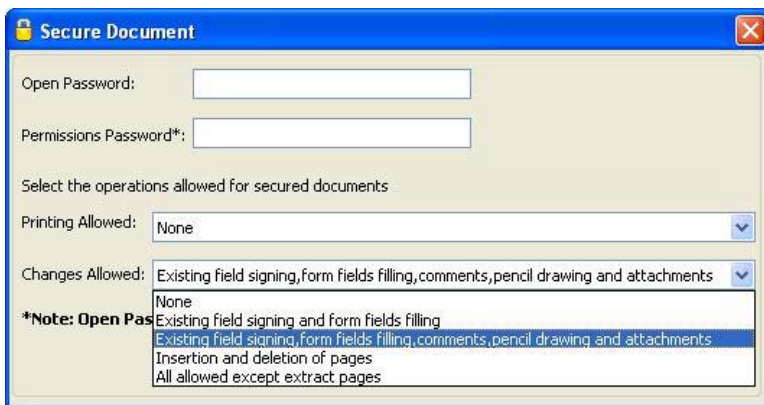 Secure Document
Open Password:
Permissions Password*:
Select the operations allowed for secured documents
Printing Allowed: None
Changes Allowed: Existing field signing,form fields filling,comments,pencil drawing and attachments
None
*Note: Open Pas
Existing field signing and form fields filling
Existing field signing,form fields filling,comments,pencil drawing and attachments
Insertion and deletion of pages
All allowed except extract pages